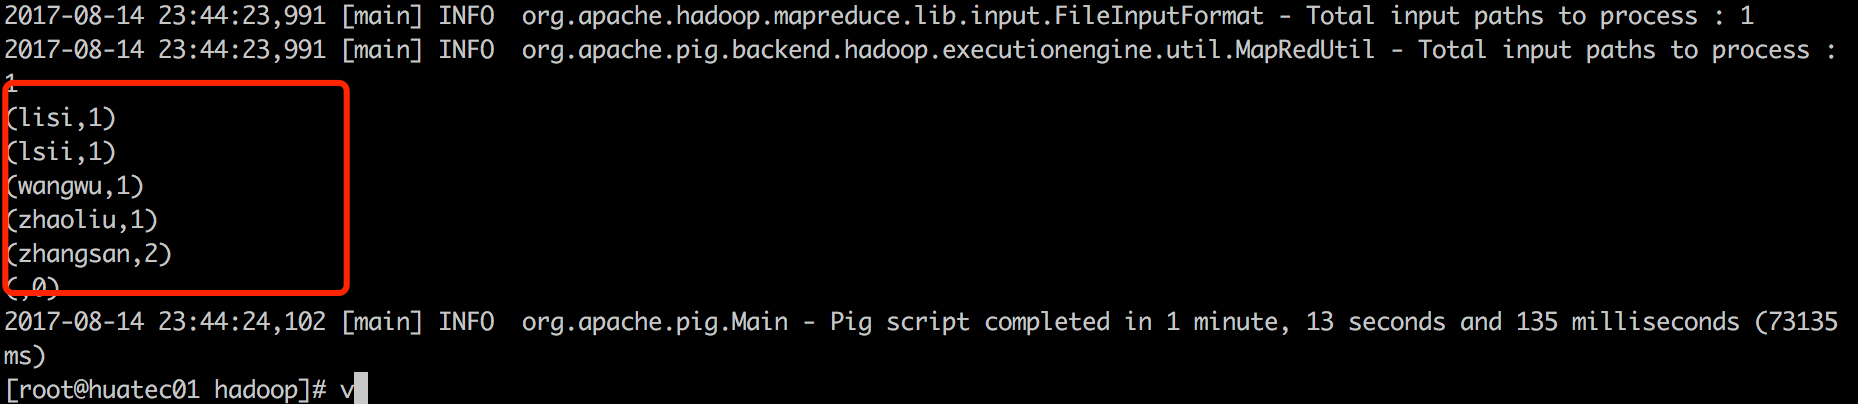 2017-08-14 23:44:23,991 [main] INFO  org.apache.hadoop.mapreduce.lib.input.FileInputFormat - Total input paths to process : 1
2017-08-14 23:44:23,991 [main] INFO  org.apache.pig.backend.hadoop.executionengine.util.MapRedUtil - Total input paths to process :
1
(lisi,1)
(lsii,1)
(wangwu,1)
(zhaoliu,1)
(zhangsan,2)
(,0)
2017-08-14 23:44:24,102 [main] INFO  org.apache.pig.Main - Pig script completed in 1 minute, 13 seconds and 135 milliseconds (73135
ms)
[root@huatec01 hadoop]# v